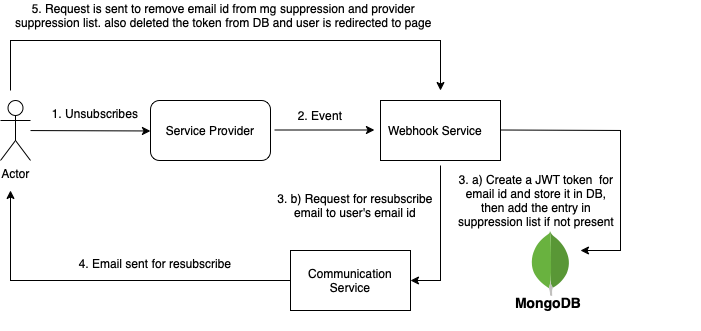 5. Request is sent to remove email id from mg suppression and provider
suppression list. also deleted the token from DB and user is redirected to page
1. Unsubscribes
Service Provider
2. Event
Webhook Service
Actor
3. a) Create a JWT token  for
email id and store it in DB,
then add the entry in
suppression list if not present
3. b) Request for resubscribe
email to user's email id
4. Email sent for resubscribe
Communication
Service
MongoDB